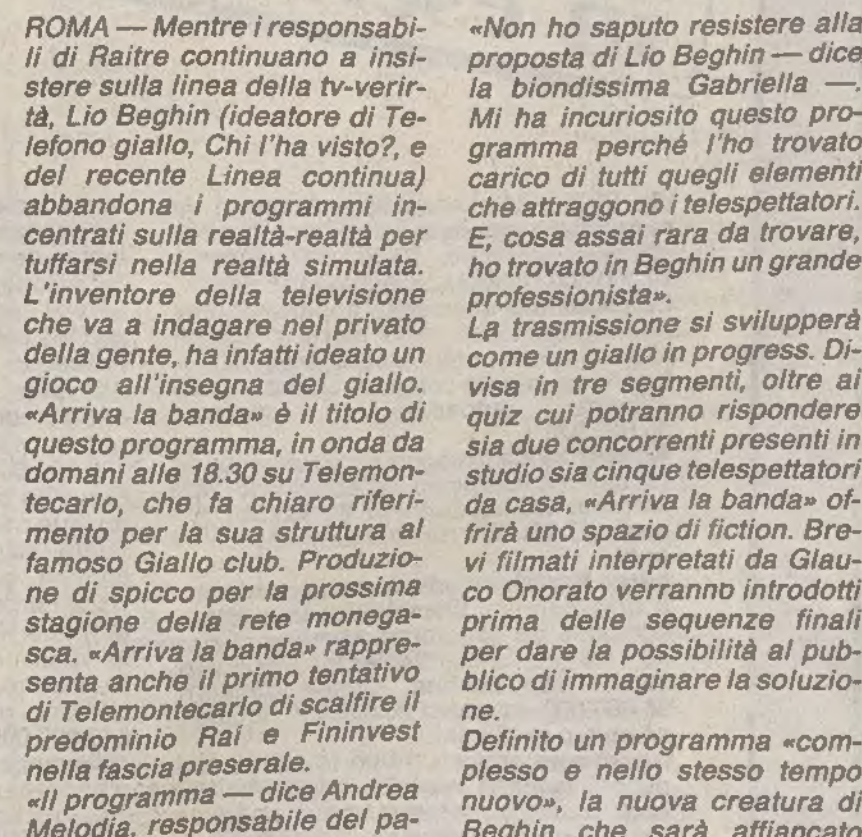 ROMA — Mentre i responsabi-
li di Raitre continuano a insi-
stere sulla linea della tv-verir-
tà, Lio Beghin (ideatore di Te-
lefono giallo, Chi l'ha visto?, e
del recente Linea continua)
abbandona i programmi in-
centrati sulla realtà-realtà per
tuffarsi nella realtà simulata.
L'inventore della televisione
che va a indagare nel privato
della gente, ha infatti ideato un
gioco all'insegna del giallo.
«Arriva la banda» è il titolo di
questo programma, in onda da
domani alle 18.30 su Telemon-
tecarlo, che fa chiaro riferi-
mento per la sua struttura al
famoso Giallo club. Produzio-
ne di spicco per la prossima
stagione della rete monega-
sca. «Arriva la banda» rappre-
senta anche il primo tentativo
di Telemontecarlo di scalfire il
predominio Rai e Fininvest
nella fascia preserale.
«Il programma — dice Andrea
Melodia, responsabile del pa-
«Non ho saputo resistere alla
proposta di Lio Beghin — dice
la biondissima Gabriella —.
Mi ha incuriosito questo pro-
gramma perché l'ho trovato
carico di tutti quegli elementi
che attraggono i telespettatori.
E, cosa assai rara da trovare,
ho trovato in Beghin un grande
professionista».
La trasmissione si svilupperà
come un giallo in progress. Di-
visa in tre segmenti, oltre ai
quiz cui potranno rispondere
sia due concorrenti presenti in
studio sia cinque telespettatori
da casa, «Arriva la banda» of-
frirà uno spazio di fiction. Bre-
vi filmati interpretati da Glau-
co Onorato verranno introdotti
prima delle sequenze finali
per dare la possibilità al pub-
blico di immaginare la soluzio-
ne.
Definito un programma «com-
plesso e nello stesso tempo
nuovo», la nuova creatura di
Beghin che sarà affiancata